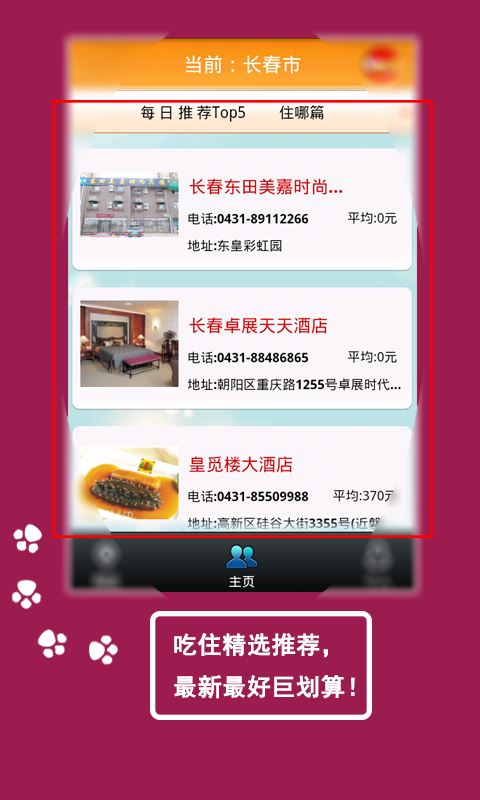 当前：长春市
每日推荐Top5 住哪篇
长春东田美嘉时尚...
电话:0431-89112266 平均:0元
地址:东皇彩虹园
长春卓展天天酒店
电话:0431-88486865 平均:0元
地址:朝阳区重庆路1255号卓展时代...
皇觅楼大酒店
电话:0431-85509988 平均:370元
地址:高新区硅谷大街3355号(近磐
主页
吃住精选推荐，
最新最好巨划算！